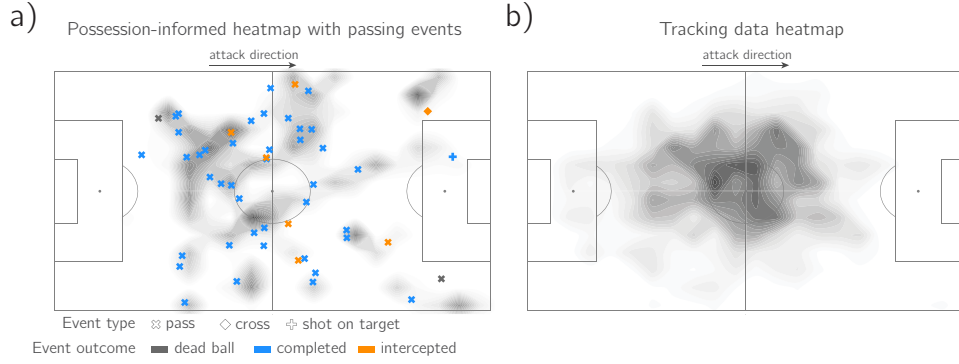 a)
Possession-informed heatmap with passing events
attack direction
b)
Tracking data heatmap
attack direction
Event type pass cross shot on target
Event outcome dead ball completed intercepted